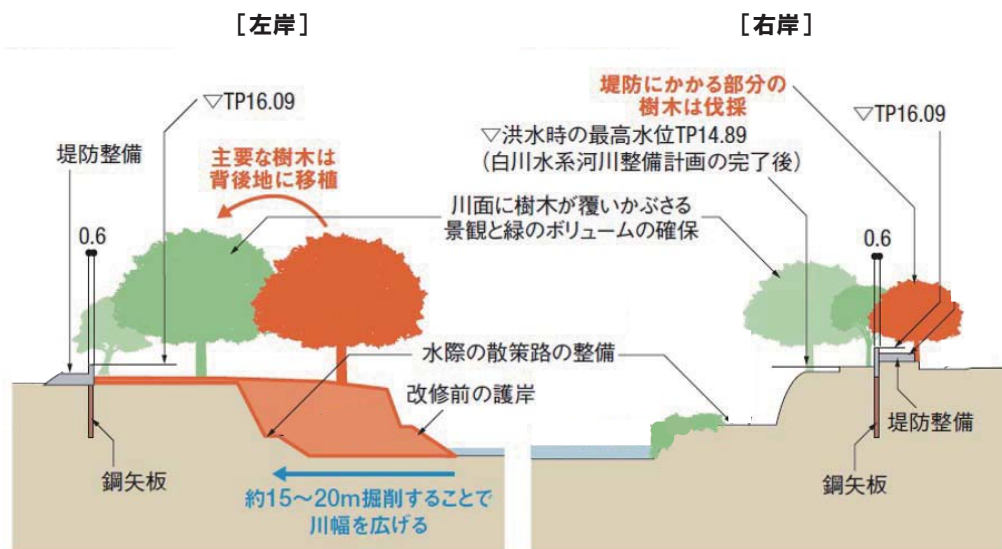 [左岸]
▽TP16.09
堤防整備
主要な樹木は
背後地に移植
0.6
鋼矢板
約15～20m掘削することで
川幅を広げる
改修前の護岸
水際の散策路の整備
川面に樹木が覆いかぶさる
景観と緑のボリュームの確保
▽洪水時の最高水位TP14.89
(白川水系河川整備計画の完了後)
[右岸]
堤防にかかる部分の
樹木は伐採
▽TP16.09
0.6
堤防整備
鋼矢板